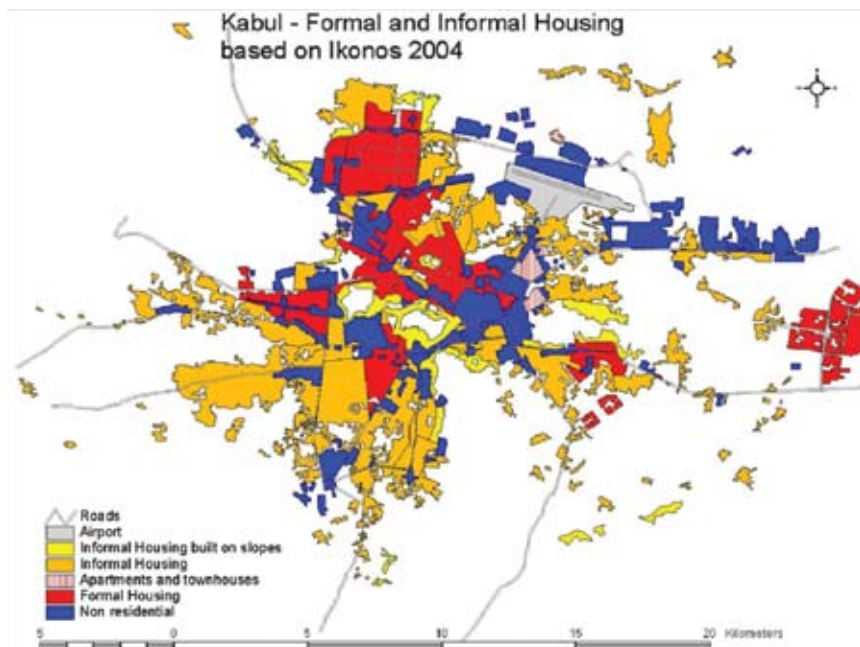 Kabul - Formal and Informal Housing
based on Ikonos 2004
Roads
Airport
Informal Housing built on slopes
Informal Housing
Apartments and townhouses
Formal Housing
Non residential
5 0 5 10 15 20 Kilometers